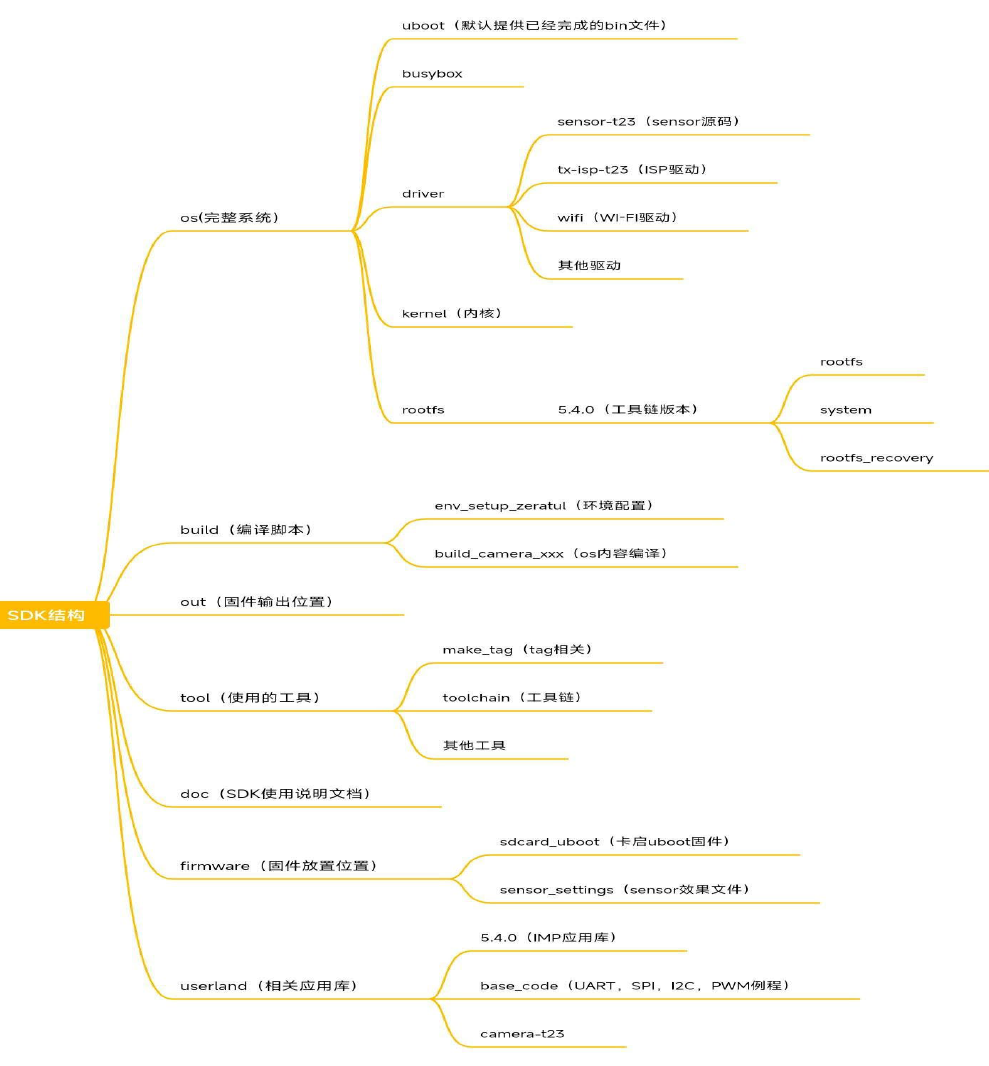 SDK结构
os(完整系统)
uboot（默认提供已经完成的bin文件）
busybox
driver
sensor-t23（sensor源码）
tx-isp-t23（ISP驱动）
wifi（WI-FI驱动）
其他驱动
kernel（内核）
rootfs
5.4.0（工具链版本）
rootfs
system
rootfs_recovery
build（编译脚本）
env_setup_zeratul（环境配置）
build_camera_xxx（os内容编译）
out（固件输出位置）
tool（使用的工具）
make_tag（tag相关）
toolchain（工具链）
其他工具
doc（SDK使用说明文档）
firmware（固件放置位置）
sdcard_uboot（卡启uboot固件）
sensor_settings（sensor效果文件）
userland（相关应用库）
5.4.0（IMP应用库）
base_code（UART，SPI，I2C，PWM例程）
camera-t23